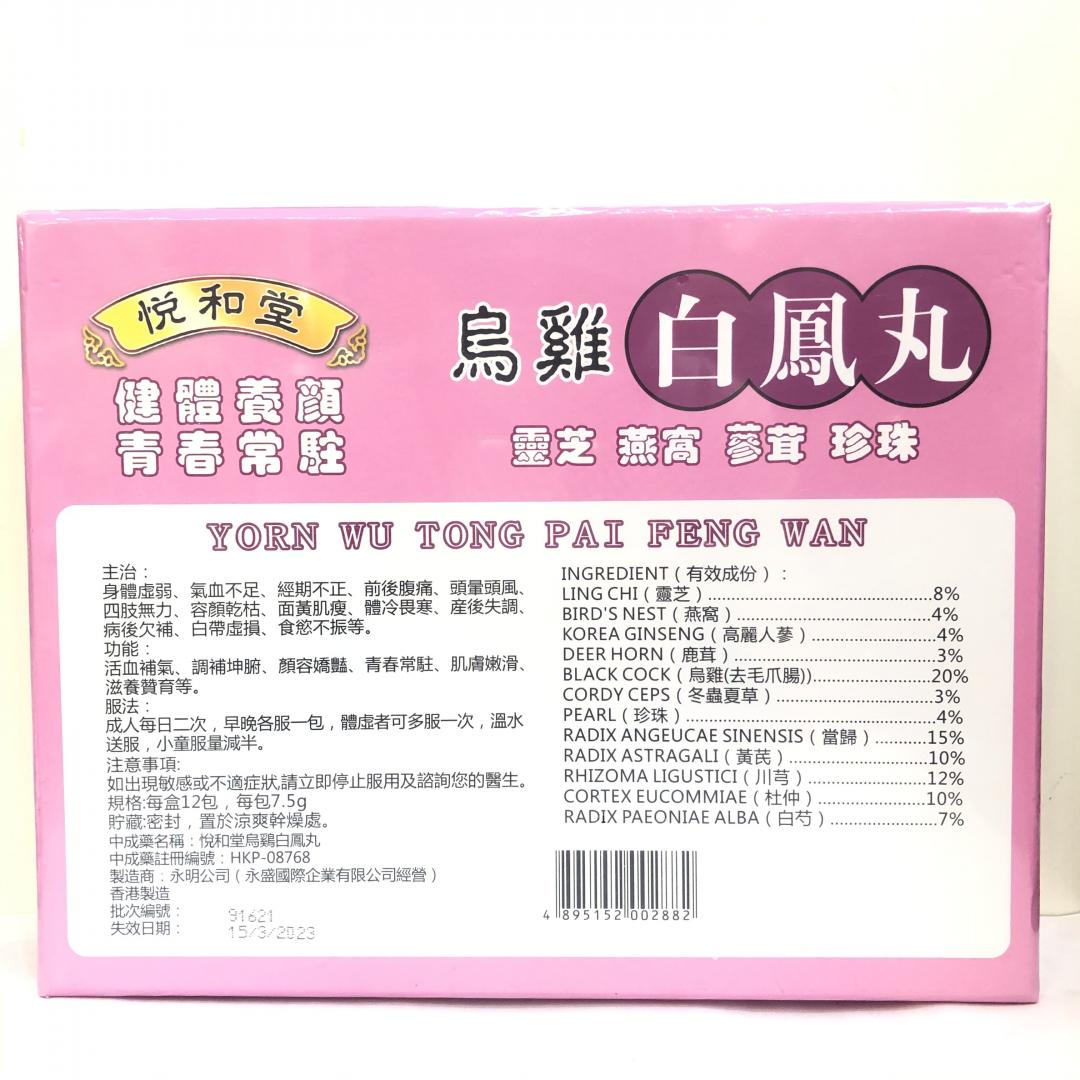 悅和堂
健體養顏
青春常駐
烏雞白鳳丸
靈芝 燕窩 蔘茸 珍珠
YORN WU TONG PAI FENG WAN
主治：
身體虛弱、氣血不足、經期不正、前後腹痛、頭暈頭風、
四肢無力、容顏乾枯、面黃肌瘦、體冷畏寒、産後失調、
病後欠補、白帶虛損、食慾不振等。
功能：
活血補氣、調補坤腑、顏容嬌豔、青春常駐、肌膚嫩滑、
滋養贊育等。
服法：
成人每日二次，早晚各服一包，體虛者可多服一次，溫水
送服，小童服量減半。
注意事項:
如出現敏感或不適症狀,請立即停止服用及諮詢您的醫生。
規格:每盒12包，每包7.5g
貯藏:密封，置於涼爽幹燥處。
中成藥名稱：悅和堂烏鷄白鳳丸
中成藥註冊編號：HKP-08768
製造商：永明公司（永盛國際企業有限公司經營）
香港製造
批次編號：91621
失效日期：15/3/2023
INGREDIENT（有效成份）：
LING CHI（靈芝）........................................8%
BIRD'S NEST（燕窩）...................................4%
KOREA GINSENG（高麗人蔘）......................4%
DEER HORN（鹿茸）...................................3%
BLACK COCK（烏雞(去毛爪腸))....................20%
CORDY CEPS（冬蟲夏草）...........................3%
PEARL（珍珠）...........................................4%
RADIX ANGEUCAE SINENSIS（當歸）..........15%
RADIX ASTRAGALI（黃芪）.........................10%
RHIZOMA LIGUSTICI（川芎）......................12%
CORTEX EUCOMMIAE（杜仲）....................10%
RADIX PAEONIAE ALBA（白芍）....................7%
4 895152 002882